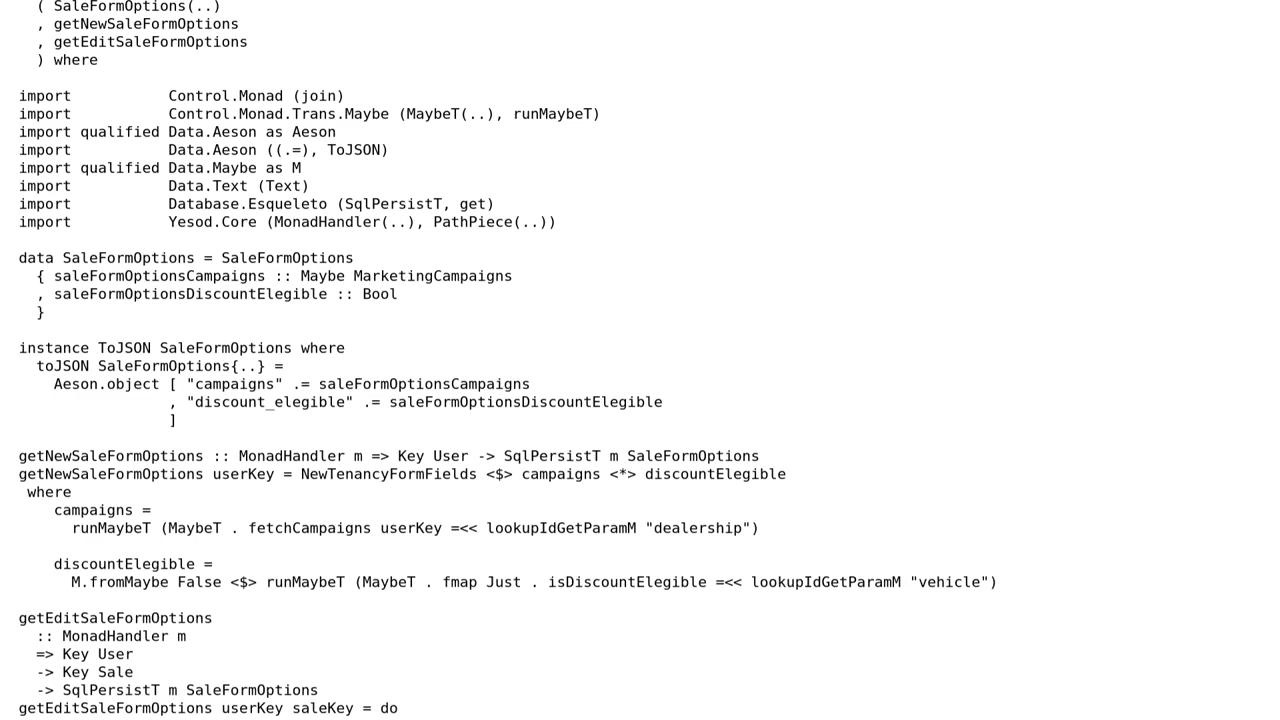 ( SaleFormOptions(..)
  , getNewSaleFormOptions
  , getEditSaleFormOptions
  ) where

import           Control.Monad (join)
import           Control.Monad.Trans.Maybe (MaybeT(..), runMaybeT)
import qualified Data.Aeson as Aeson
import           Data.Aeson ((.=), ToJSON)
import qualified Data.Maybe as M
import           Data.Text (Text)
import           Database.Esqueleto (SqlPersistT, get)
import           Yesod.Core (MonadHandler(..), PathPiece(..))

data SaleFormOptions = SaleFormOptions
  { saleFormOptionsCampaigns :: Maybe MarketingCampaigns
  , saleFormOptionsDiscountElegible :: Bool
  }

instance ToJSON SaleFormOptions where
  toJSON SaleFormOptions{..} =
    Aeson.object [ "campaigns" .= saleFormOptionsCampaigns
                 , "discount_elegible" .= saleFormOptionsDiscountElegible
                 ]

getNewSaleFormOptions :: MonadHandler m => Key User -> SqlPersistT m SaleFormOptions
getNewSaleFormOptions userKey = NewTenancyFormFields <$> campaigns <*> discountElegible
 where
    campaigns =
      runMaybeT (MaybeT . fetchCampaigns userKey =<< lookupIdGetParamM "dealership")

    discountElegible =
      M.fromMaybe False <$> runMaybeT (MaybeT . fmap Just . isDiscountElegible =<< lookupIdGetParamM "vehicle")

getEditSaleFormOptions
  :: MonadHandler m
  => Key User
  -> Key Sale
  -> SqlPersistT m SaleFormOptions
getEditSaleFormOptions userKey saleKey = do